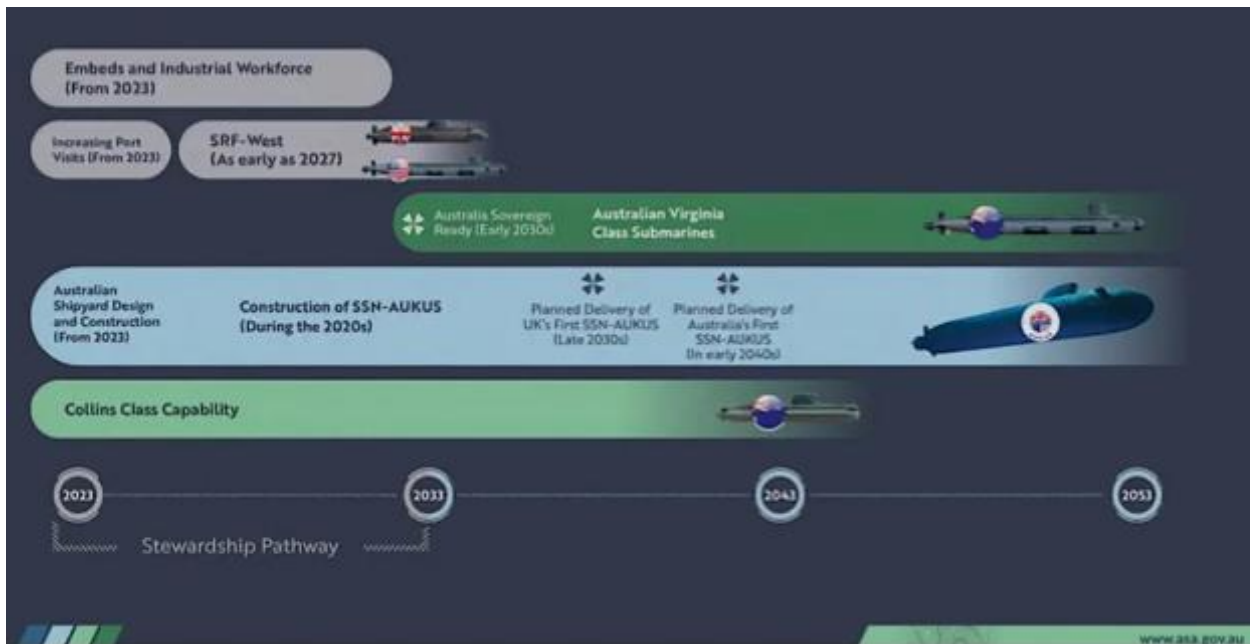 Embeds and Industrial Workforce
(From 2023)
Increasing Port
Visits (From 2023)
SRF-West
(As early as 2027)
Australia Sovereign
Ready (Early 2030s)
Australian Virginia
Class Submarines
Australian
Shipyard Design
and Construction
(From 2023)
Construction of SSN-AUKUS
(During the 2020s)
Planned Delivery of
UK's First SSN-AUKUS
(Late 2030s)
Planned Delivery of
Australia's First
SSN-AUKUS
(In early 2040s)
Collins Class Capability
2023
2033
2043
2053
Stewardship Pathway
www.asa.gov.au